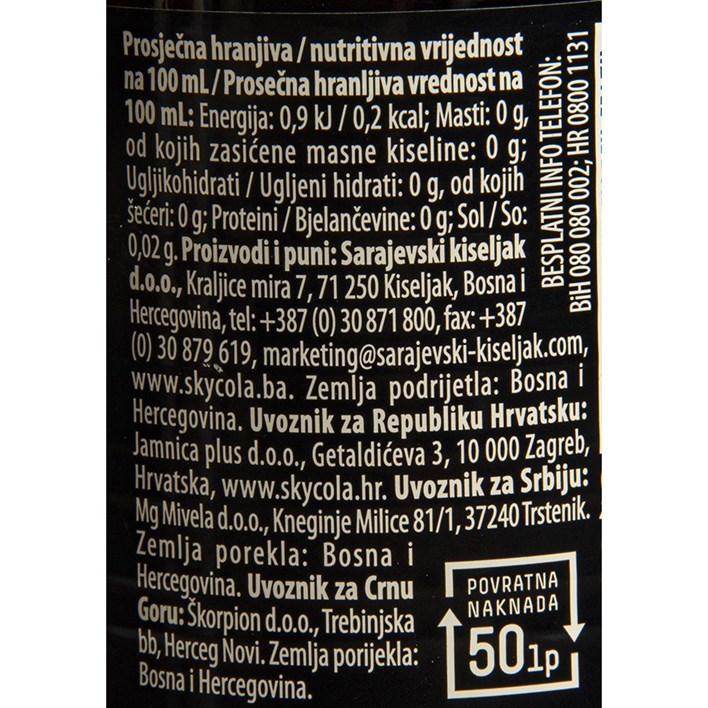 Prosječna hranjiva / nutritivna vrijednost
na 100 mL / Prosečna hranljiva vrednost na
100 mL: Energija: 0,9 kJ / 0,2 kcal; Masti: 0 g,
od kojih zasićene masne kiseline: 0 g;
Ugljikohidrati / Ugljeni hidrati: 0 g, od kojih
šećeri: 0 g; Proteini / Bjelančevine: 0 g; Sol / So:
0,02 g. Proizvodi i puni: Sarajevski kiseljak
d.o.o., Kraljice mira 7, 71 250 Kiseljak, Bosna i
Hercegovina, tel: +387 (0) 30 871 800, fax: +387
(0) 30 879 619, marketing@sarajevski-kiseljak.com,
www.skycola.ba. Zemlja podrijetla: Bosna i
Hercegovina. Uvoznik za Republiku Hrvatsku:
Jamnica plus d.o.o., Getaldićeva 3, 10 000 Zagreb,
Hrvatska, www.skycola.hr. Uvoznik za Srbiju:
Mg Mivela d.o.o., Kneginje Milice 81/1, 37240 Trstenik.
Zemlja porekla: Bosna i
Hercegovina. Uvoznik za Crnu
Goru: Škorpion d.o.o., Trebinjska
bb, Herceg Novi. Zemlja porijekla:
Bosna i Hercegovina.
BESPLATNI INFO TELEFON:
BiH 080 080 002; HR 0800 1131
POVRATNA
NAKNADA
50lp